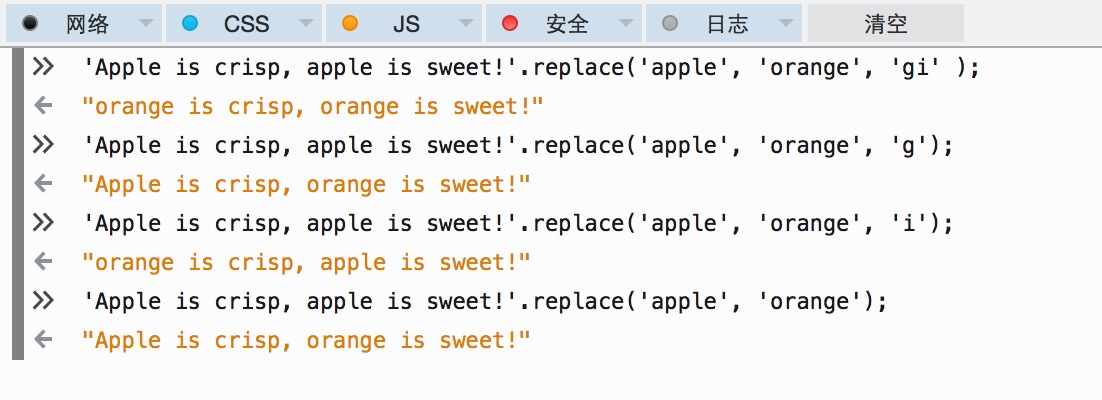 网络 CSS JS 安全 日志 清空
'Apple is crisp, apple is sweet!'.replace('apple', 'orange', 'gi' );
"orange is crisp, orange is sweet!"
'Apple is crisp, apple is sweet!'.replace('apple', 'orange', 'g');
"Apple is crisp, orange is sweet!"
'Apple is crisp, apple is sweet!'.replace('apple', 'orange', 'i');
"orange is crisp, apple is sweet!"
'Apple is crisp, apple is sweet!'.replace('apple', 'orange');
"Apple is crisp, orange is sweet!"